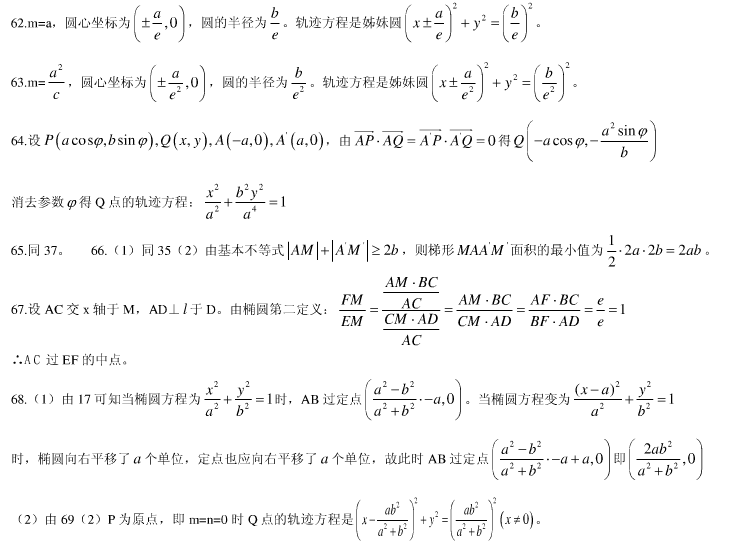 62.m=a，圆心坐标为(±a/e,0)，圆的半径为b/e。轨迹方程是姊妹圆(x±a/e)²+y²=(b/e)²。
63.m=a²/c，圆心坐标为(±a/e²,0)，圆的半径为b/e²。轨迹方程是姊妹圆(x±a/e²)²+y²=(b/e²)²。
64.设P(acosφ,bsinφ),Q(x,y),A(-a,0),A'(a,0)，由AP→·AQ→=A'P→·A'Q→=0得Q(-acosφ,-a²sinφ/b)
消去参数φ得Q点的轨迹方程：x²/a²+b²y²/a⁴=1
65.同37。 66.（1）同35（2）由基本不等式|AM|+|A'M'|≥2b，则梯形MAA'M'面积的最小值为1/2·2a·2b=2ab。
67.设AC交x轴于M，AD⊥l于D。由椭圆第二定义：FM/EM=(AM·BC/AC)/(CM·AD/AC)=AM·BC/CM·AD=AF·BC/BF·AD=e/e=1
∴AC过EF的中点。
68.（1）由17可知当椭圆方程为x²/a²+y²/b²=1时，AB过定点((a²-b²)/(a²+b²)·-a,0)。当椭圆方程变为(x-a)²/a²+y²/b²=1
时，椭圆向右平移了a个单位，定点也应向右平移了a个单位，故此时AB过定点((a²-b²)/(a²+b²)·-a+a,0)即(2ab²/(a²+b²),0)
（2）由69（2）P为原点，即m=n=0时Q点的轨迹方程是(x-ab²/(a²+b²))²+y²=(ab²/(a²+b²))²(x≠0)。